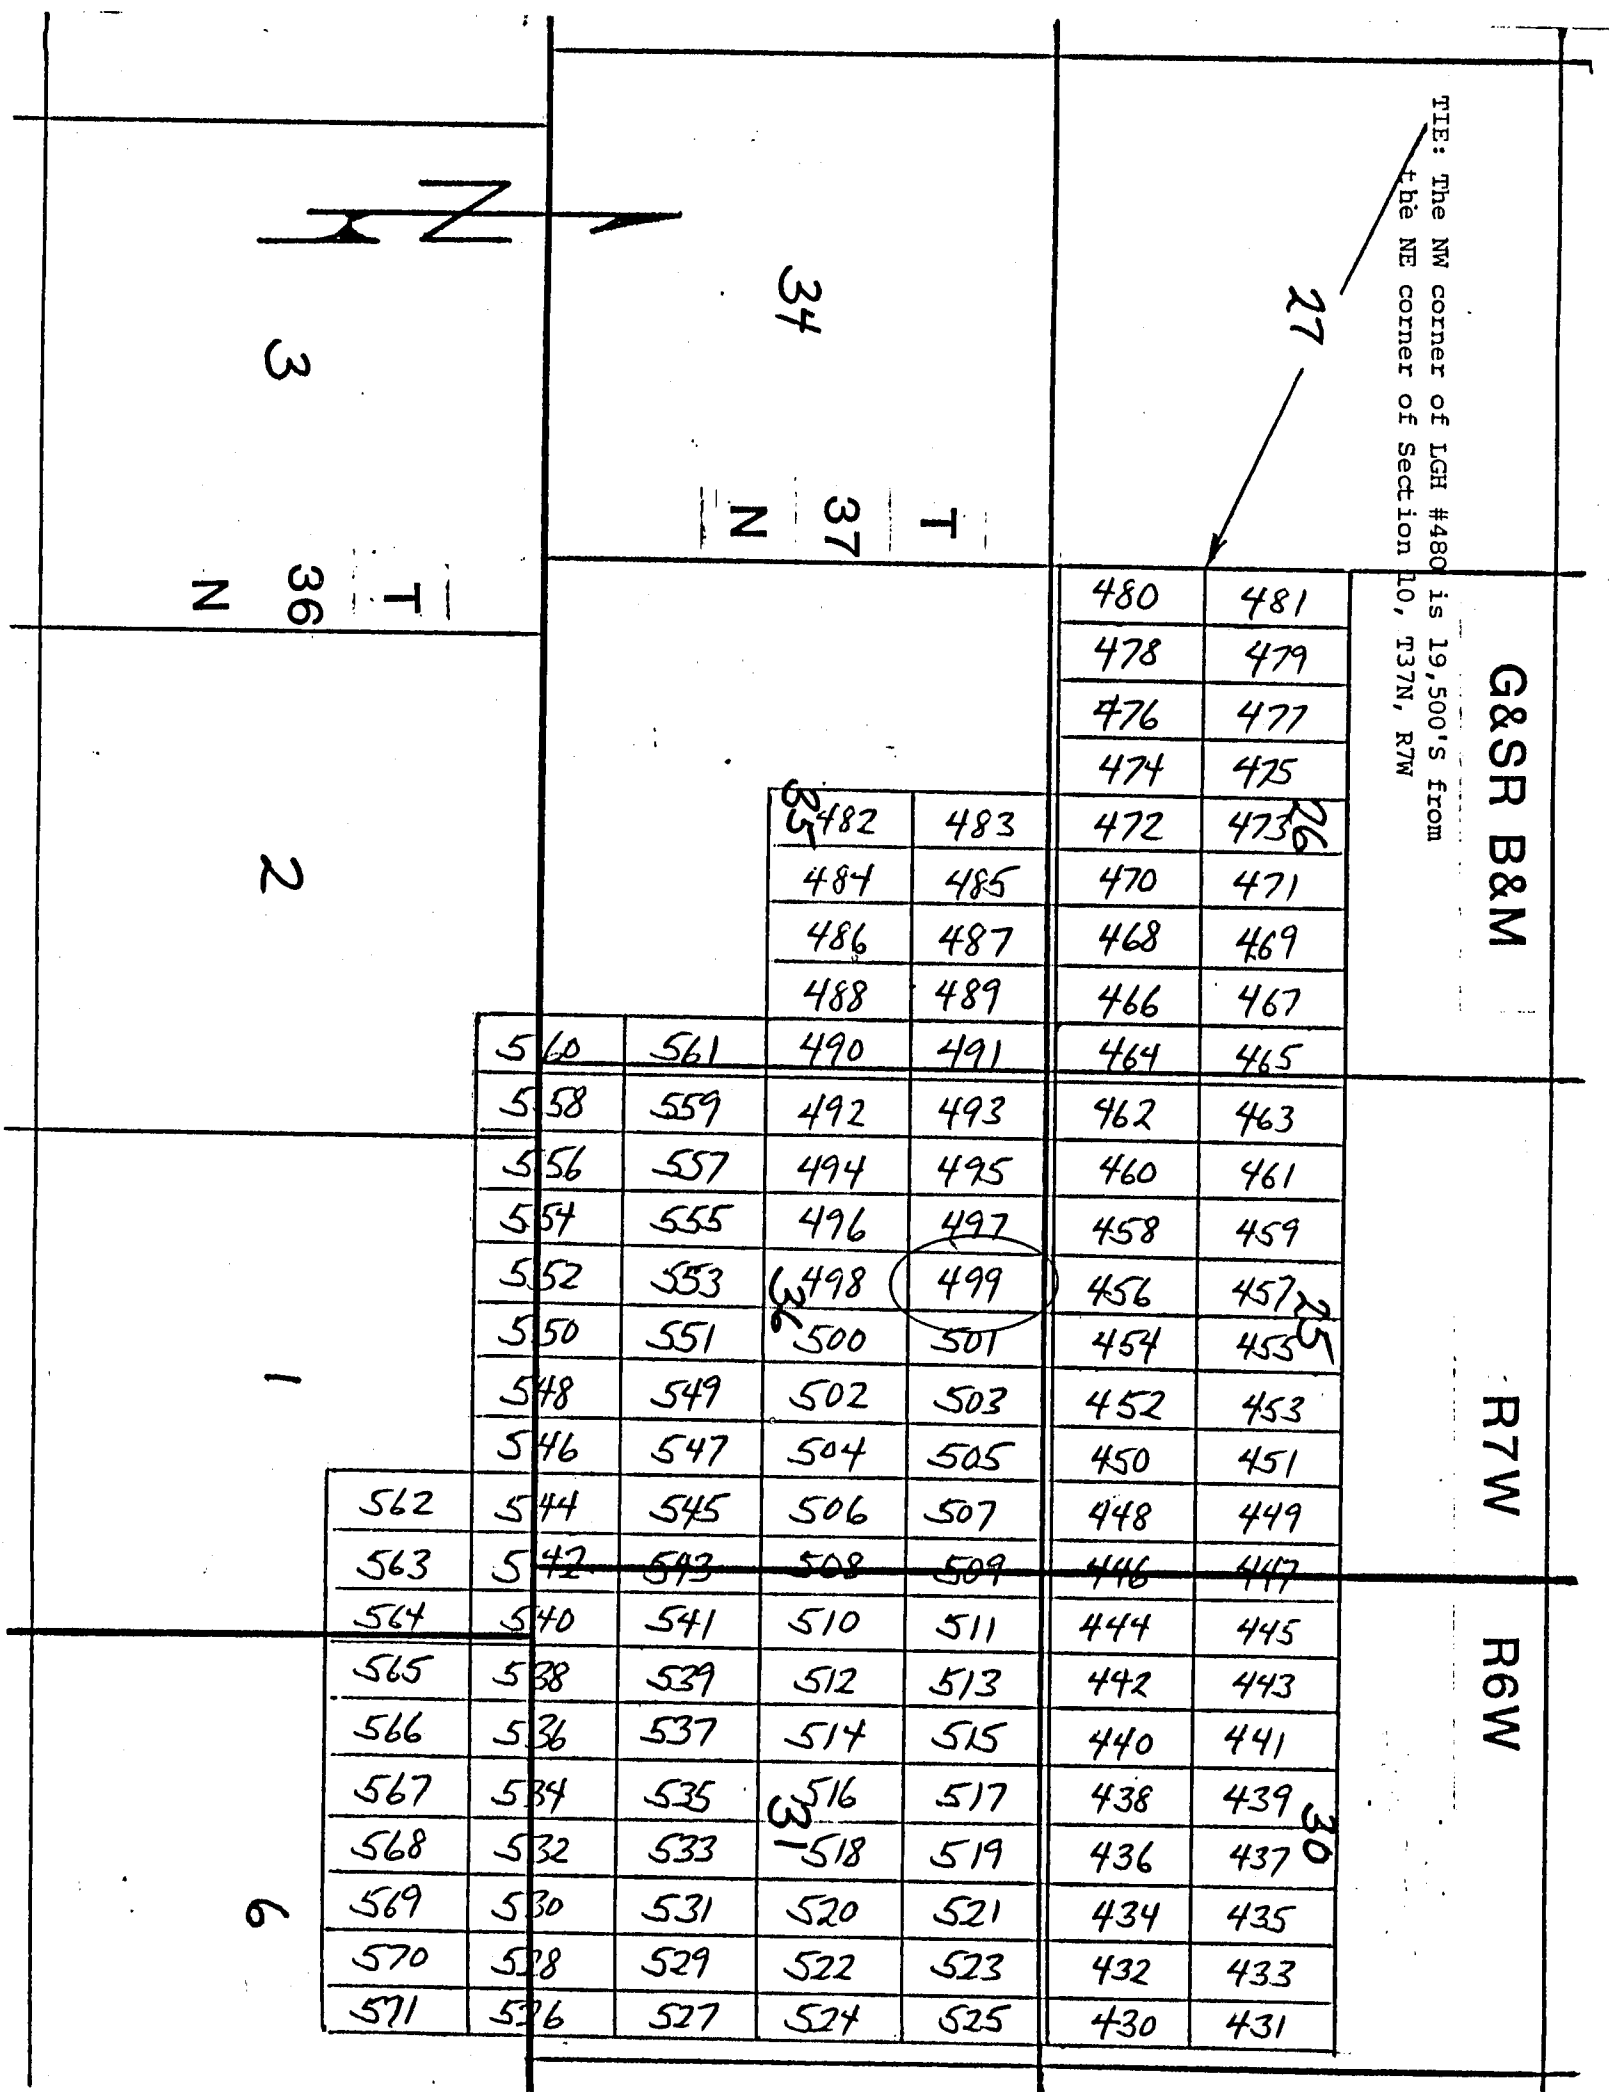 TIE: The NW corner of LGH #480 is 19,500'S from
the NE corner of Section 10, T37N, R7W
G&SR B&M
R7W
R6W
27
26
25
30
34
35
36
31
3
2
1
6
N
T
37
N
T
36
N
480 481
478 479
476 477
474 475
482 483 472 473
484 485 470 471
486 487 468 469
488 489 466 467
560 561 490 491 464 465
558 559 492 493 462 463
556 557 494 495 460 461
554 555 496 497 458 459
552 553 498 499 456 457
550 551 500 501 454 455
548 549 502 503 452 453
546 547 504 505 450 451
562 544 545 506 507 448 449
563 542 543 508 509 446 447
564 540 541 510 511 444 445
565 538 539 512 513 442 443
566 536 537 514 515 440 441
567 534 535 516 517 438 439
568 532 533 518 519 436 437
569 530 531 520 521 434 435
570 528 529 522 523 432 433
571 526 527 524 525 430 431